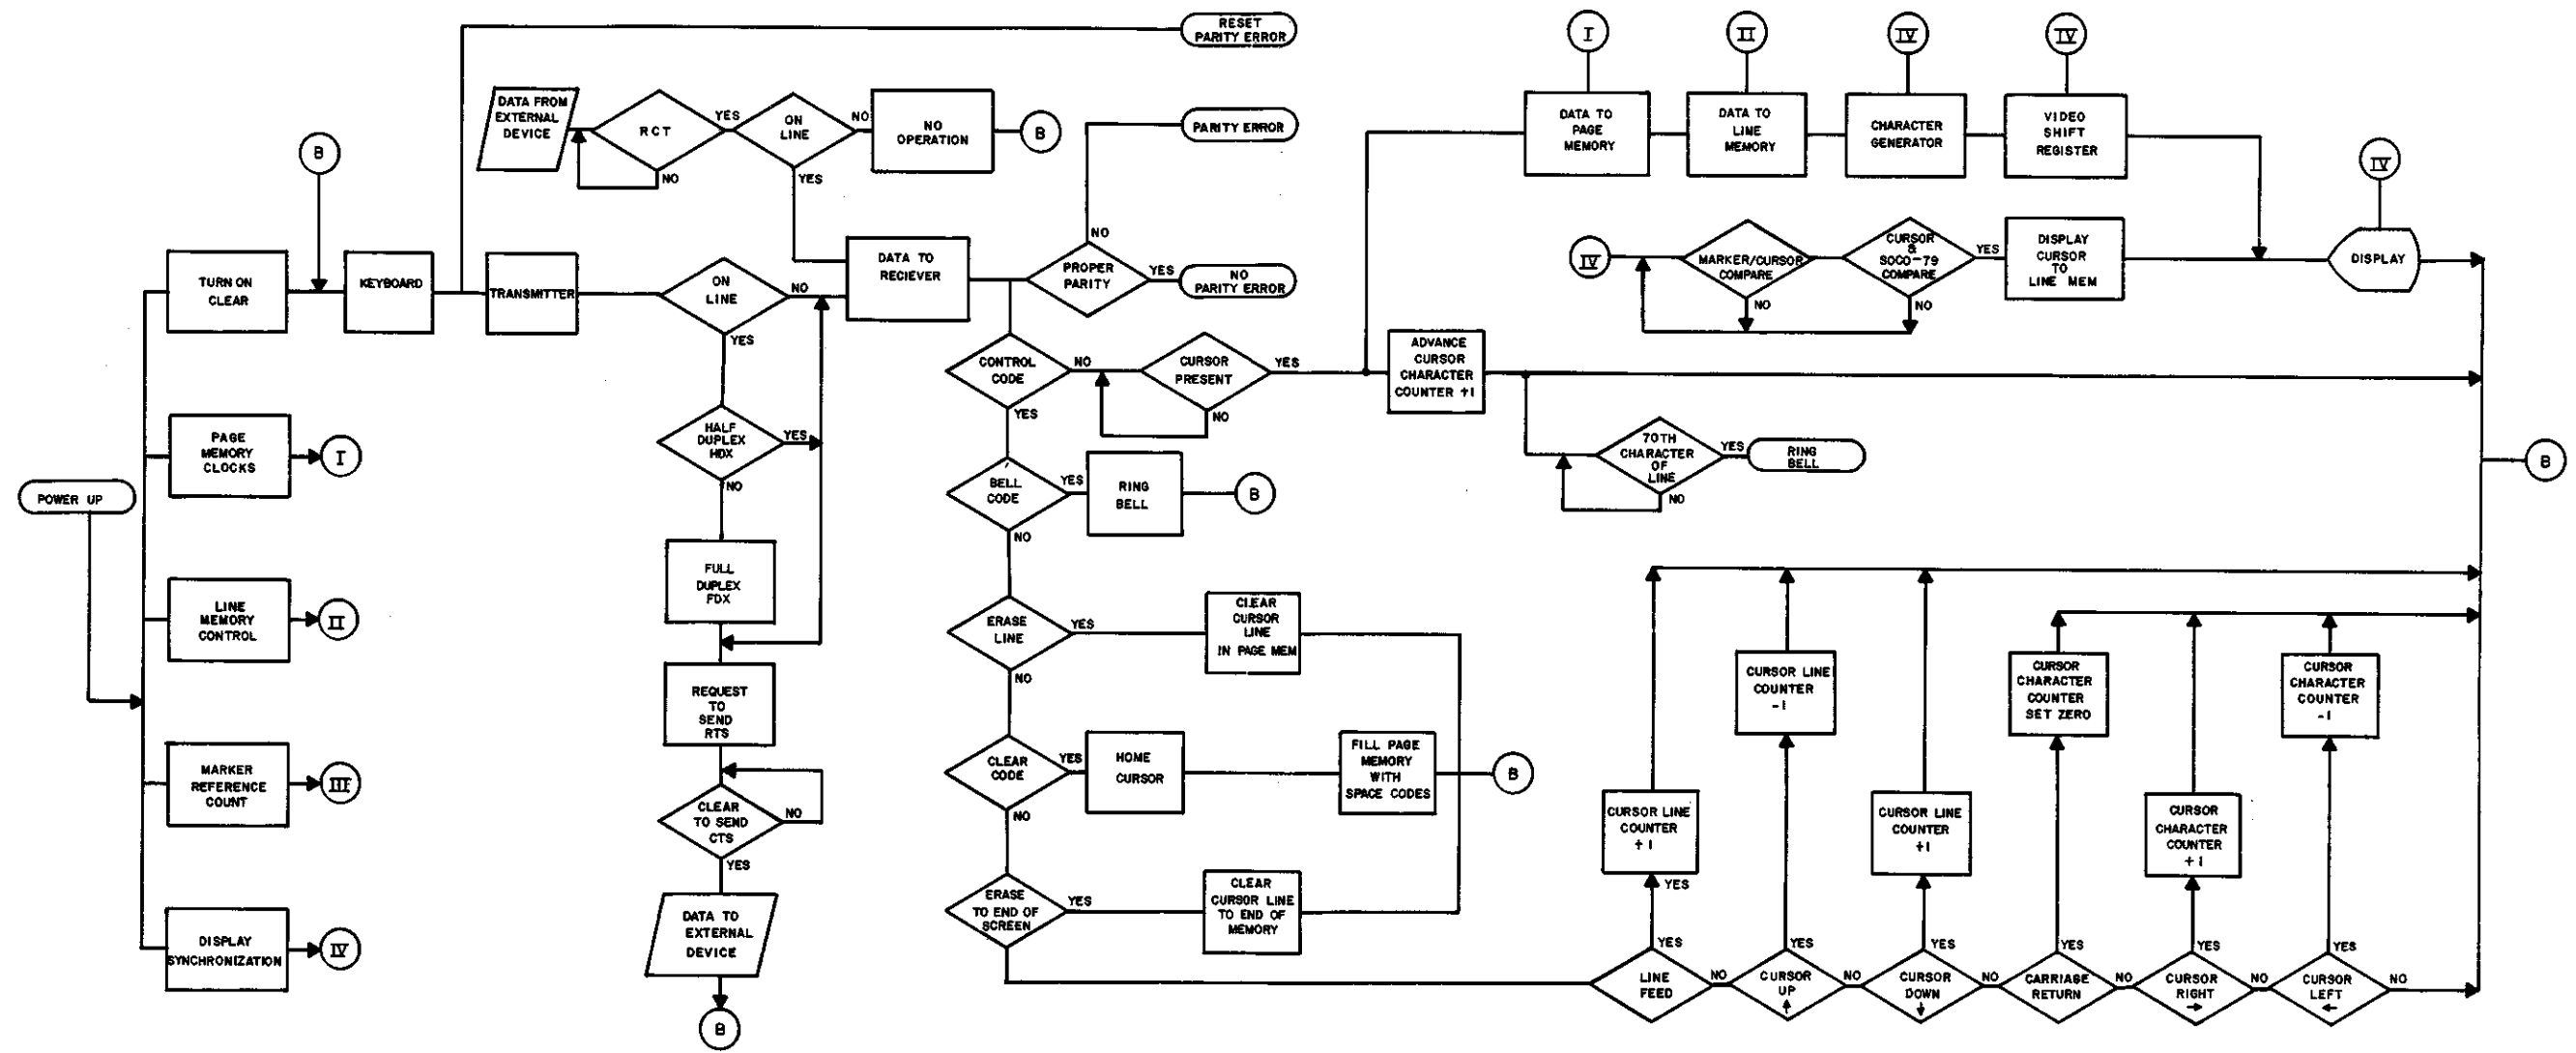 RESET
PARITY ERROR
I
II
IV
IV
DATA FROM
EXTERNAL
DEVICE
RCT
YES
NO
ON
LINE
NO
YES
NO
OPERATION
B
PARITY ERROR
DATA TO
PAGE
MEMORY
DATA TO
LINE
MEMORY
CHARACTER
GENERATOR
VIDEO
SHIFT
REGISTER
IV
B
TURN ON
CLEAR
KEYBOARD
TRANSMITTER
ON
LINE
NO
YES
DATA TO
RECIEVER
NO
PROPER
PARITY
YES
NO
PARITY ERROR
IV
MARKER/CURSOR
COMPARE
NO
CURSOR
&
SOCO-79
COMPARE
YES
NO
DISPLAY
CURSOR
TO
LINE MEM
DISPLAY
CONTROL
CODE
NO
YES
CURSOR
PRESENT
YES
NO
ADVANCE
CURSOR
CHARACTER
COUNTER +1
PAGE
MEMORY
CLOCKS
I
HALF
DUPLEX
HDX
YES
NO
70TH
CHARACTER
OF
LINE
YES
NO
RING
BELL
B
POWER UP
BELL
CODE
YES
NO
RING
BELL
B
FULL
DUPLEX
FDX
LINE
MEMORY
CONTROL
II
ERASE
LINE
YES
NO
CLEAR
CURSOR
LINE
IN PAGE MEM
REQUEST
TO
SEND
RTS
CURSOR LINE
COUNTER
-1
CURSOR
CHARACTER
COUNTER
SET ZERO
CURSOR
CHARACTER
COUNTER
-1
MARKER
REFERENCE
COUNT
III
CLEAR
TO SEND
CTS
NO
YES
CLEAR
CODE
YES
NO
HOME
CURSOR
FILL PAGE
MEMORY
WITH
SPACE CODES
B
CURSOR LINE
COUNTER
+1
YES
CURSOR LINE
COUNTER
+1
CURSOR
CHARACTER
COUNTER
+1
DISPLAY
SYNCHRONIZATION
IV
DATA TO
EXTERNAL
DEVICE
B
ERASE
TO END OF
SCREEN
YES
CLEAR
CURSOR LINE
TO END OF
MEMORY
LINE
FEED
YES
NO
CURSOR
UP
↑
YES
NO
CURSOR
DOWN
↓
YES
NO
CARRIAGE
RETURN
YES
NO
CURSOR
RIGHT
→
YES
NO
CURSOR
LEFT
←
YES
NO